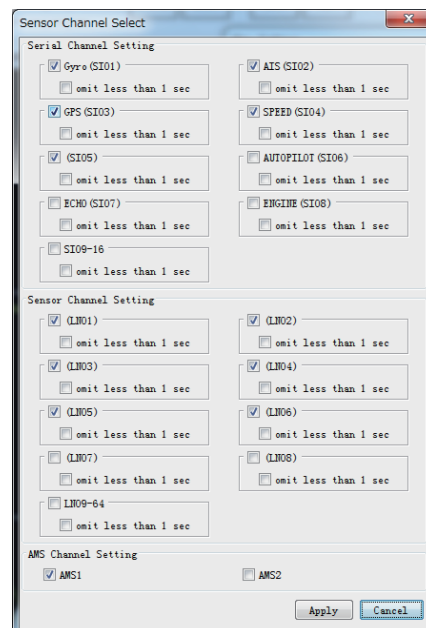 Sensor Channel Select
Serial Channel Setting
Gyro(SI01) AIS(SI02)
omit less than 1 sec omit less than 1 sec
GPS(SI03) SPEED(SI04)
omit less than 1 sec omit less than 1 sec
(SI05) AUTOPILOT(SI06)
omit less than 1 sec omit less than 1 sec
ECHO(SI07) ENGINE(SI08)
omit less than 1 sec omit less than 1 sec
SI09-16
omit less than 1 sec
Sensor Channel Setting
(LN01) (LN02)
omit less than 1 sec omit less than 1 sec
(LN03) (LN04)
omit less than 1 sec omit less than 1 sec
(LN05) (LN06)
omit less than 1 sec omit less than 1 sec
(LN07) (LN08)
omit less than 1 sec omit less than 1 sec
LN09-64
omit less than 1 sec
AMS Channel Setting
AMS1 AMS2
Apply Cancel